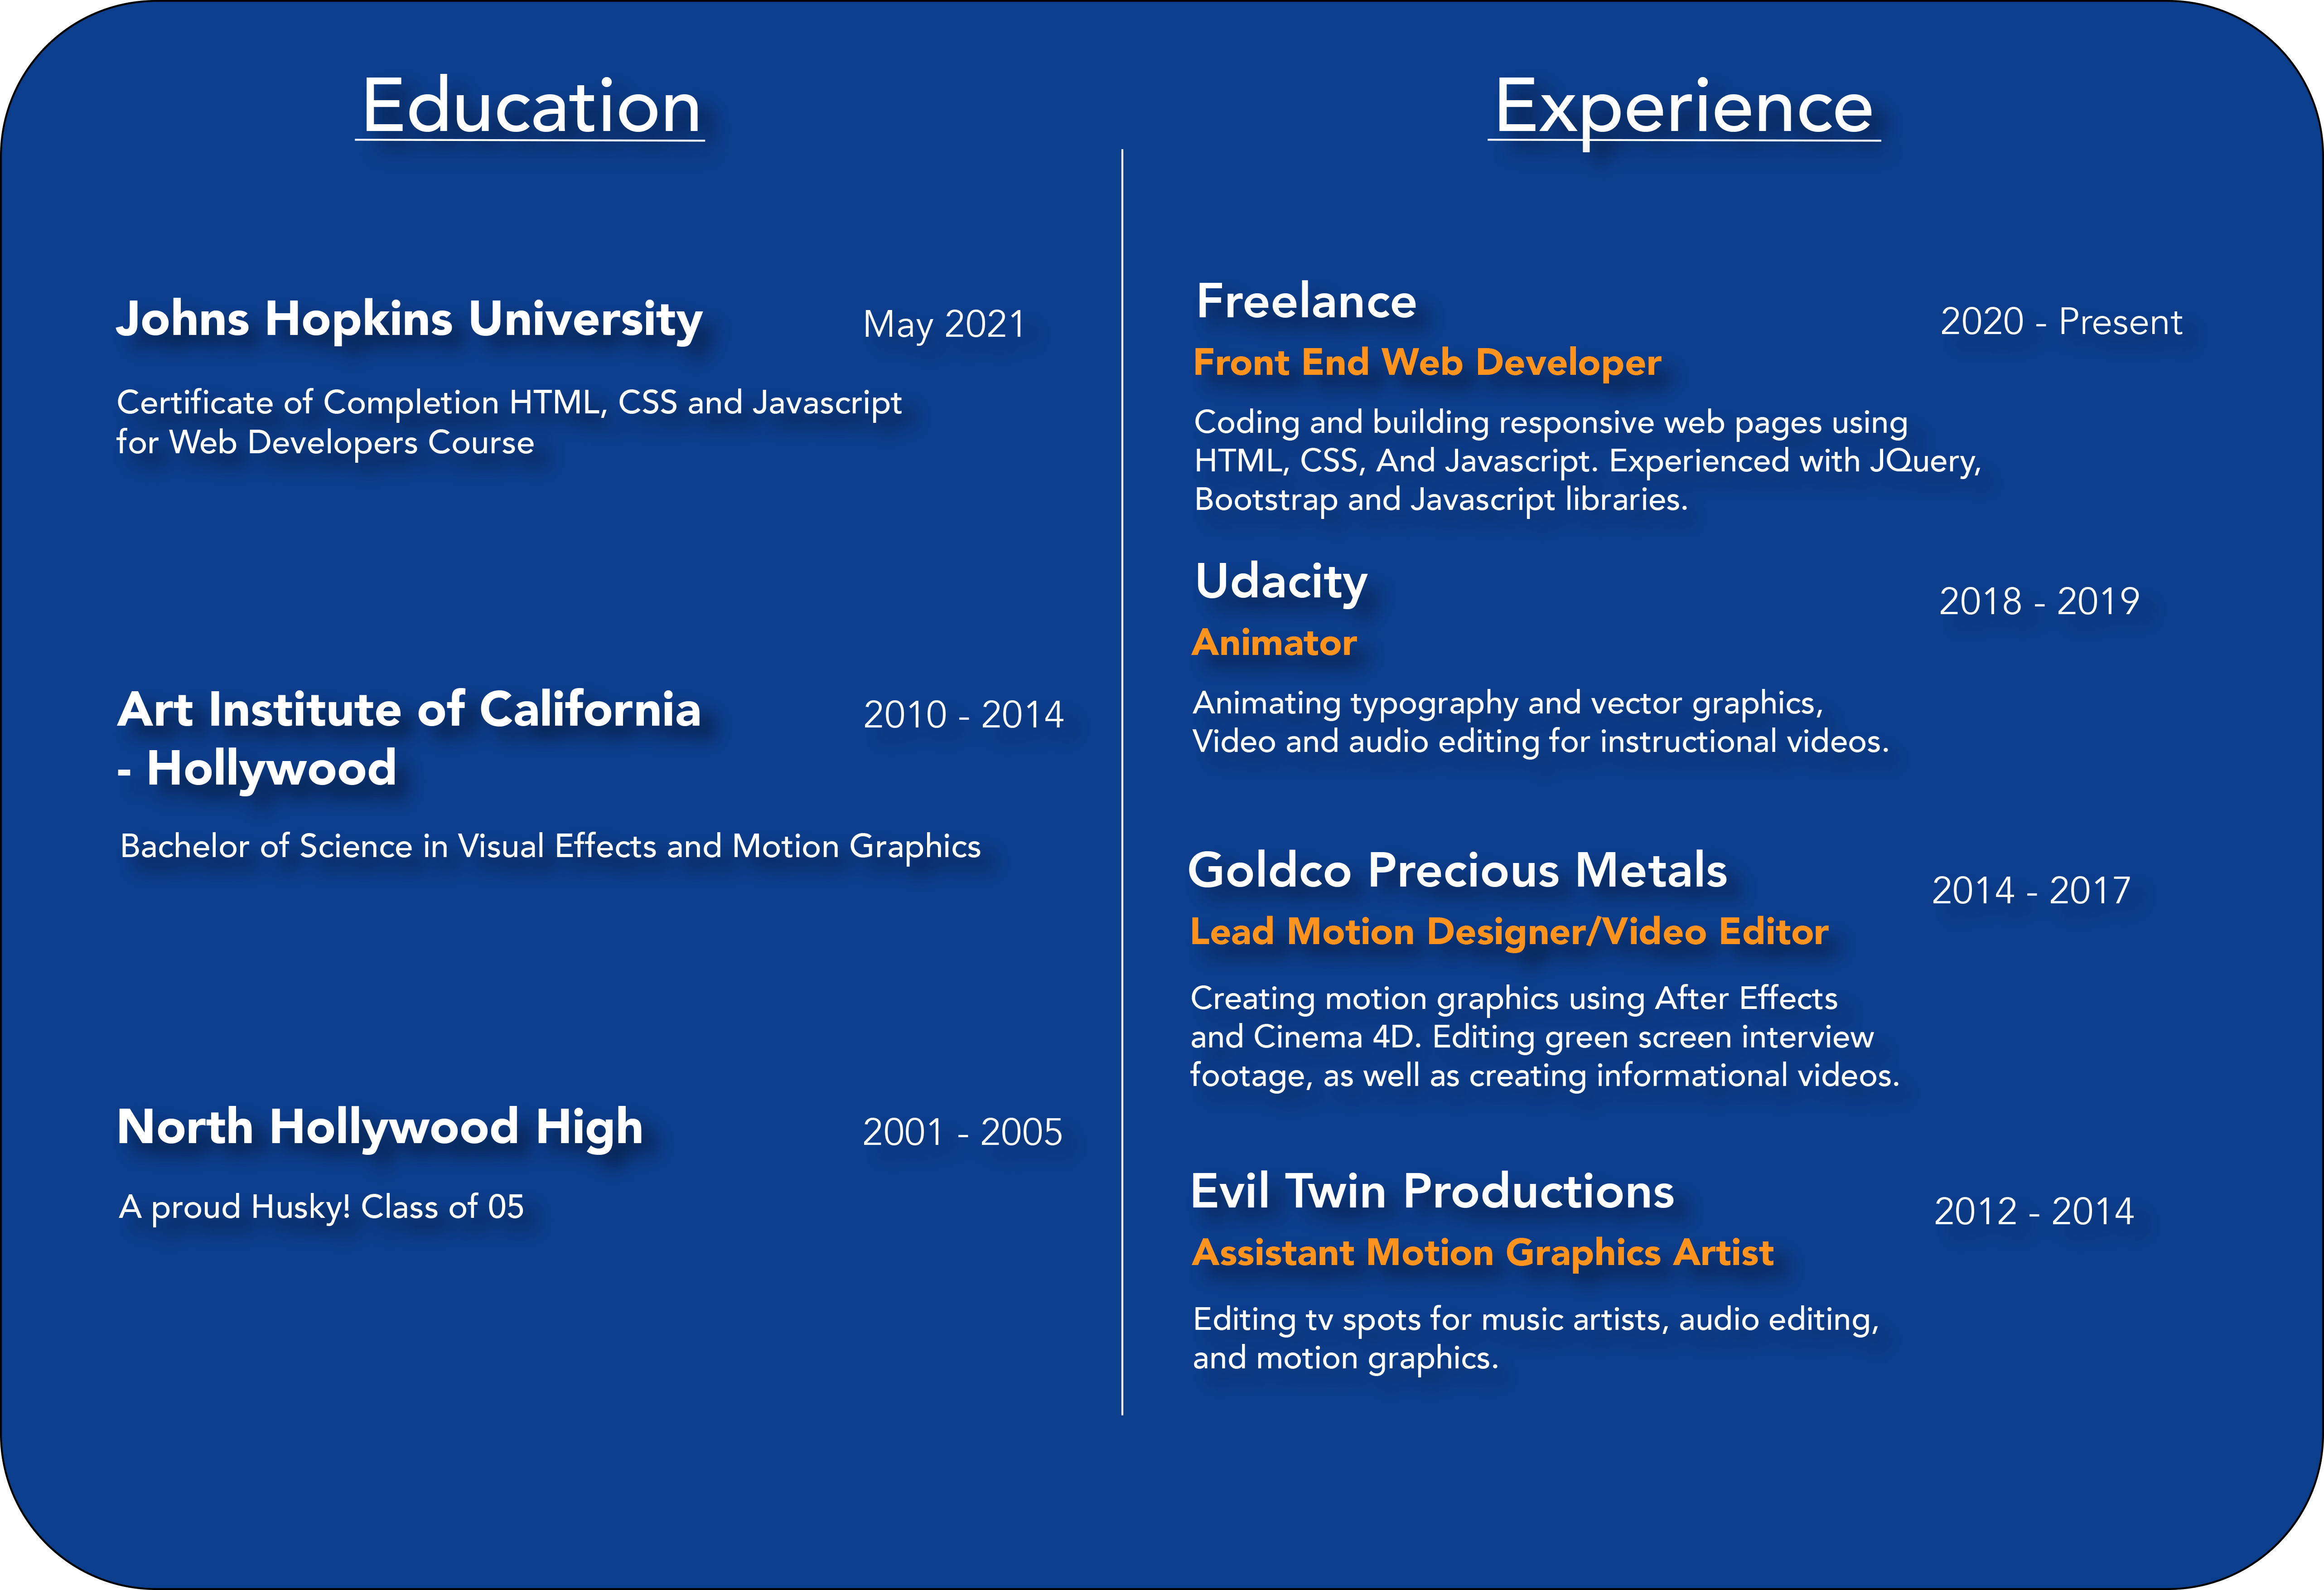 Education
Johns Hopkins University
May 2021
Certificate of Completion HTML, CSS and Javascript
for Web Developers Course
Art Institute of California
- Hollywood
2010 - 2014
Bachelor of Science in Visual Effects and Motion Graphics
North Hollywood High
2001 - 2005
A proud Husky! Class of 05
Experience
Freelance
2020 - Present
Front End Web Developer
Coding and building responsive web pages using
HTML, CSS, And Javascript. Experienced with JQuery,
Bootstrap and Javascript libraries.
Udacity
2018 - 2019
Animator
Animating typography and vector graphics,
Video and audio editing for instructional videos.
Goldco Precious Metals
2014 - 2017
Lead Motion Designer/Video Editor
Creating motion graphics using After Effects
and Cinema 4D. Editing green screen interview
footage, as well as creating informational videos.
Evil Twin Productions
2012 - 2014
Assistant Motion Graphics Artist
Editing tv spots for music artists, audio editing,
and motion graphics.